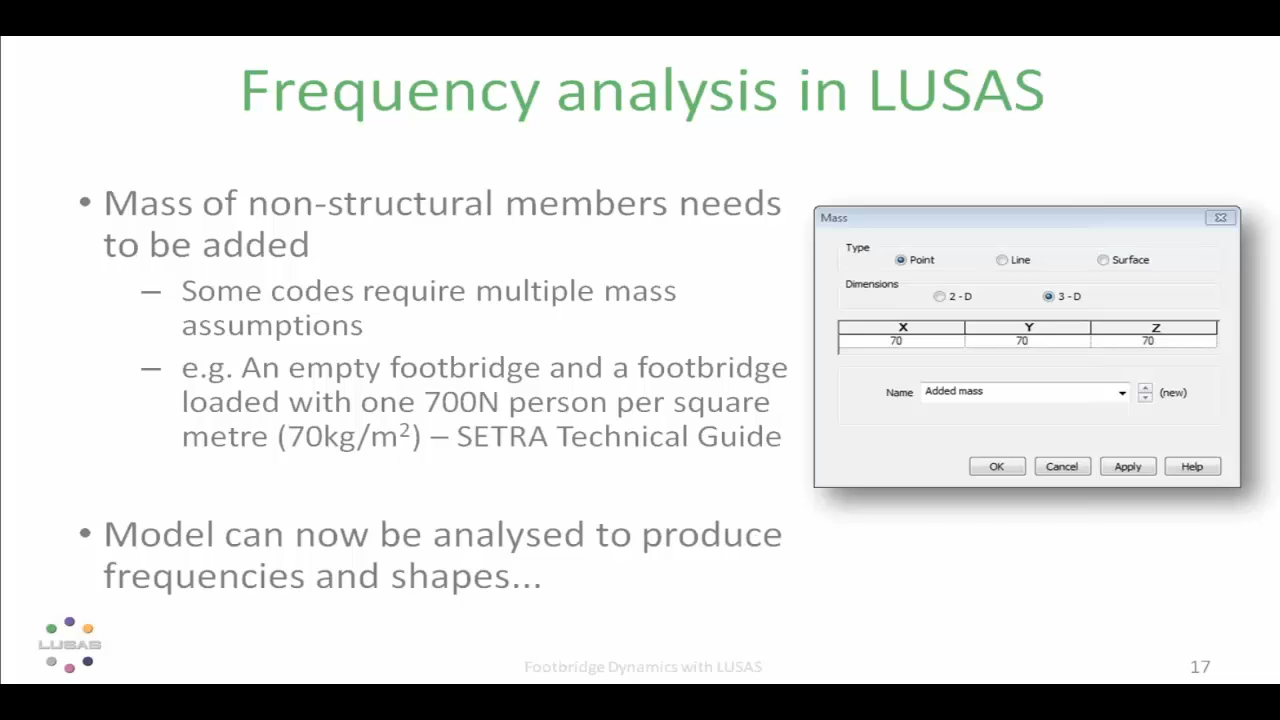 Frequency analysis in LUSAS
• Mass of non-structural members needs
to be added
– Some codes require multiple mass
assumptions
– e.g. An empty footbridge and a footbridge
loaded with one 700N person per square
metre (70kg/m²) – SETRA Technical Guide
• Model can now be analysed to produce
frequencies and shapes...
Mass
Type
Point Line Surface
Dimensions
2 - D 3 - D
X Y Z
70 70 70
Name Added mass (new)
OK Cancel Apply Help
LUSAS
Footbridge Dynamics with LUSAS
17